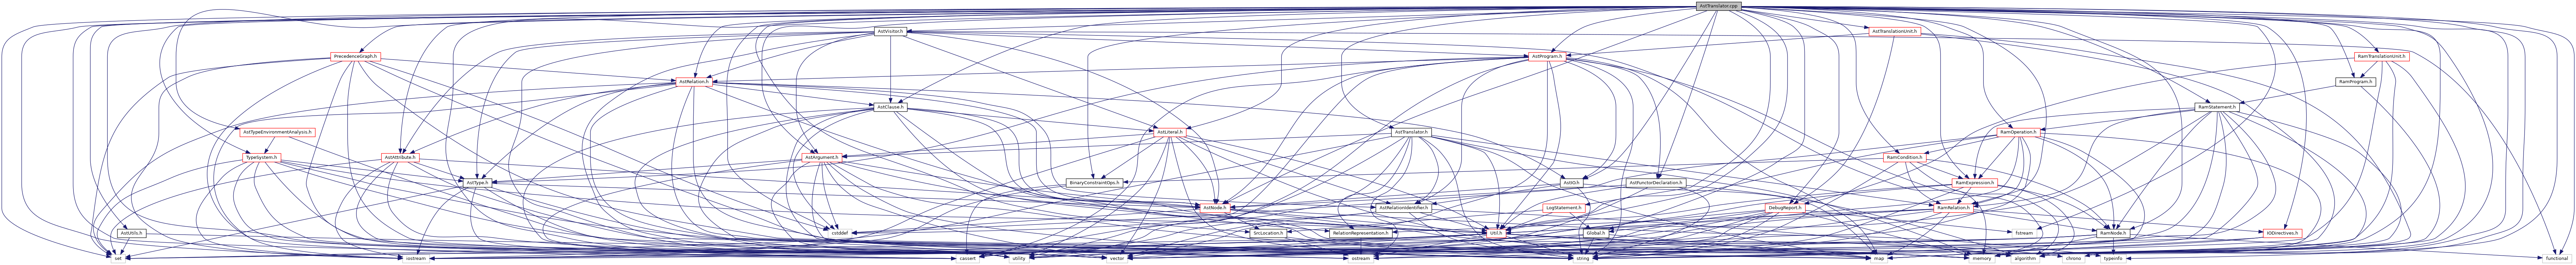 AstTranslator.cpp
AstVisitor.h
AstTranslationUnit.h
PrecedenceGraph.h
AstProgram.h
RamTranslationUnit.h
AstRelation.h
RamProgram.h
AstClause.h
RamStatement.h
AstTypeEnvironmentAnalysis.h
AstLiteral.h
AstTranslator.h
RamOperation.h
TypeSystem.h
AstAttribute.h
AstArgument.h
RamCondition.h
AstType.h
BinaryConstraintOps.h
AstIO.h
AstFunctorDeclaration.h
RamExpression.h
AstNode.h
AstRelationIdentifier.h
LogStatement.h
DebugReport.h
RamRelation.h
AstUtils.h
cstddef
SrcLocation.h
RelationRepresentation.h
Util.h
Global.h
fstream
RamNode.h
IODirectives.h
set
iostream
cassert
utility
vector
ostream
string
map
memory
algorithm
chrono
typeinfo
functional